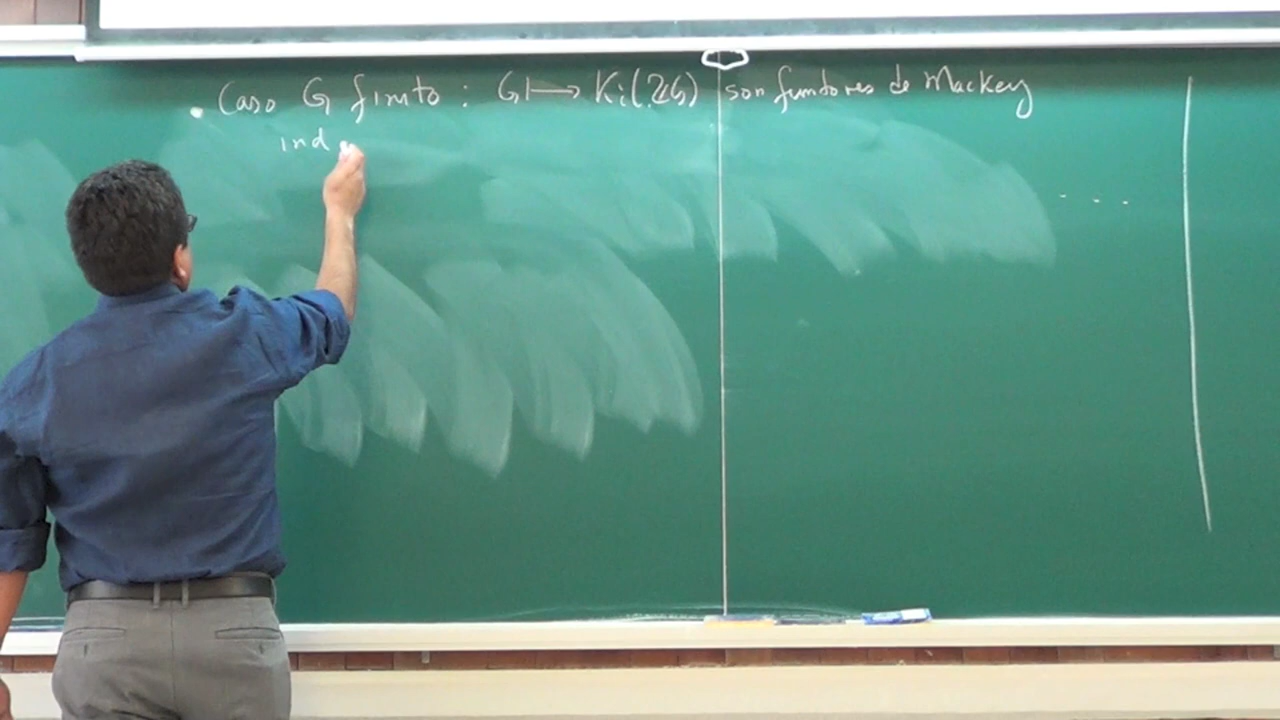 • Caso G finito : G ⟼ Ki(ZG) son funtores de Mackey
ind
....